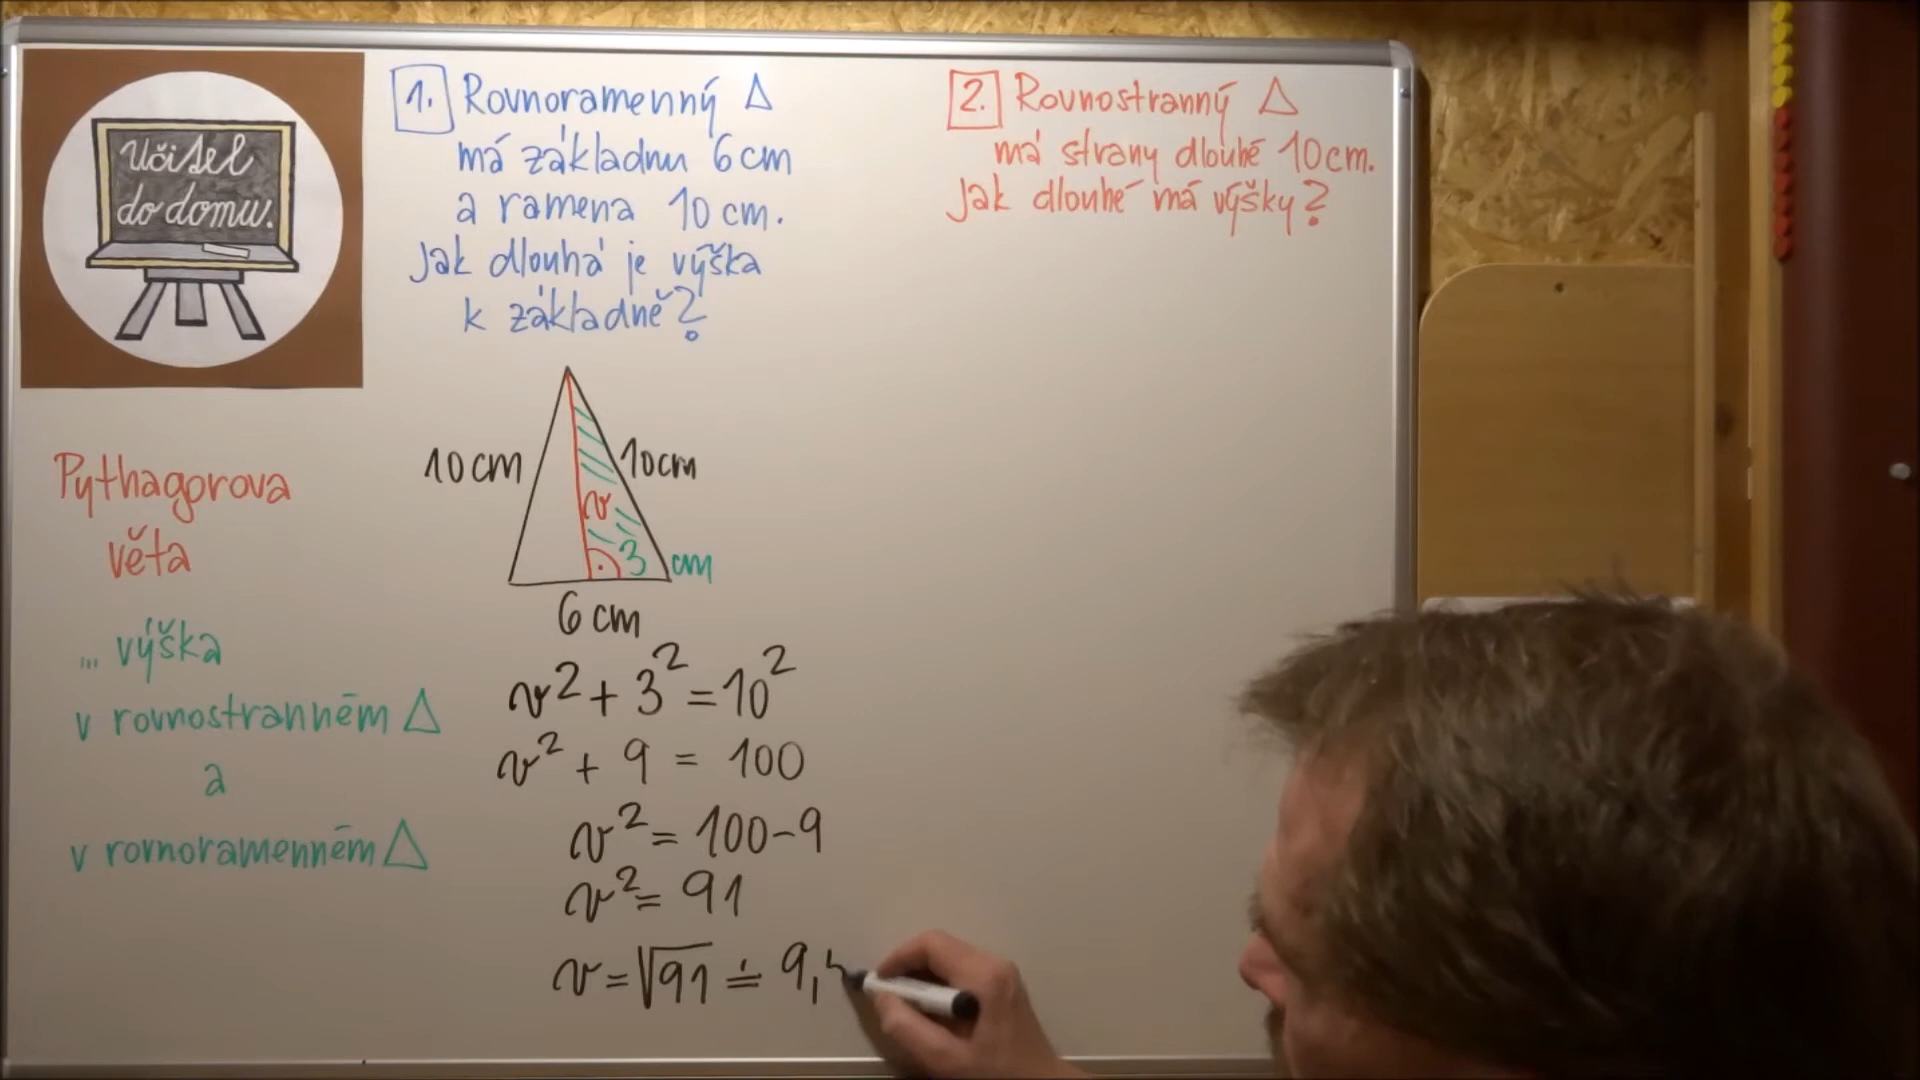 Učitel
do domu.
Pythagorova
věta
... výška
v rovnostranném △
a
v rovnoramenném △
1. Rovnoramenný △
má základnu 6 cm
a ramena 10 cm.
Jak dlouhá je výška
k základně?
10 cm
10 cm
v
3 cm
6 cm
v² + 3² = 10²
v² + 9 = 100
v² = 100 - 9
v² = 91
v = √91 ≐ 9,
2. Rovnostranný △
má strany dlouhé 10 cm.
Jak dlouhé má výšky?